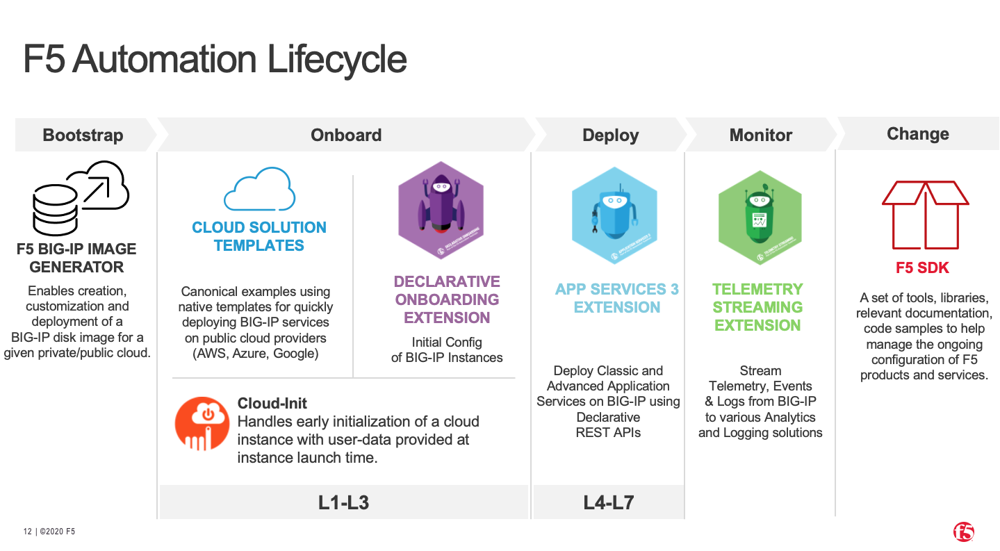 F5 Automation Lifecycle
Bootstrap
Onboard
Deploy
Monitor
Change
F5 BIG-IP IMAGE
GENERATOR
Enables creation,
customization and
deployment of a
BIG-IP disk image for a
given private/public cloud.
CLOUD SOLUTION
TEMPLATES
Canonical examples using
native templates for quickly
deploying BIG-IP services
on public cloud providers
(AWS, Azure, Google)
DECLARATIVE ONBOARDING
DECLARATIVE
ONBOARDING
EXTENSION
Initial Config
of BIG-IP Instances
Cloud-Init
Handles early initialization of a cloud
instance with user-data provided at
instance launch time.
L1-L3
APPLICATION SERVICES 3
APP SERVICES 3
EXTENSION
Deploy Classic and
Advanced Application
Services on BIG-IP using
Declarative
REST APIs
L4-L7
TELEMETRY STREAMING
TELEMETRY
STREAMING
EXTENSION
Stream
Telemetry, Events
& Logs from BIG-IP
to various Analytics
and Logging solutions
F5 SDK
A set of tools, libraries,
relevant documentation,
code samples to help
manage the ongoing
configuration of F5
products and services.
12 | ©2020 F5
f5